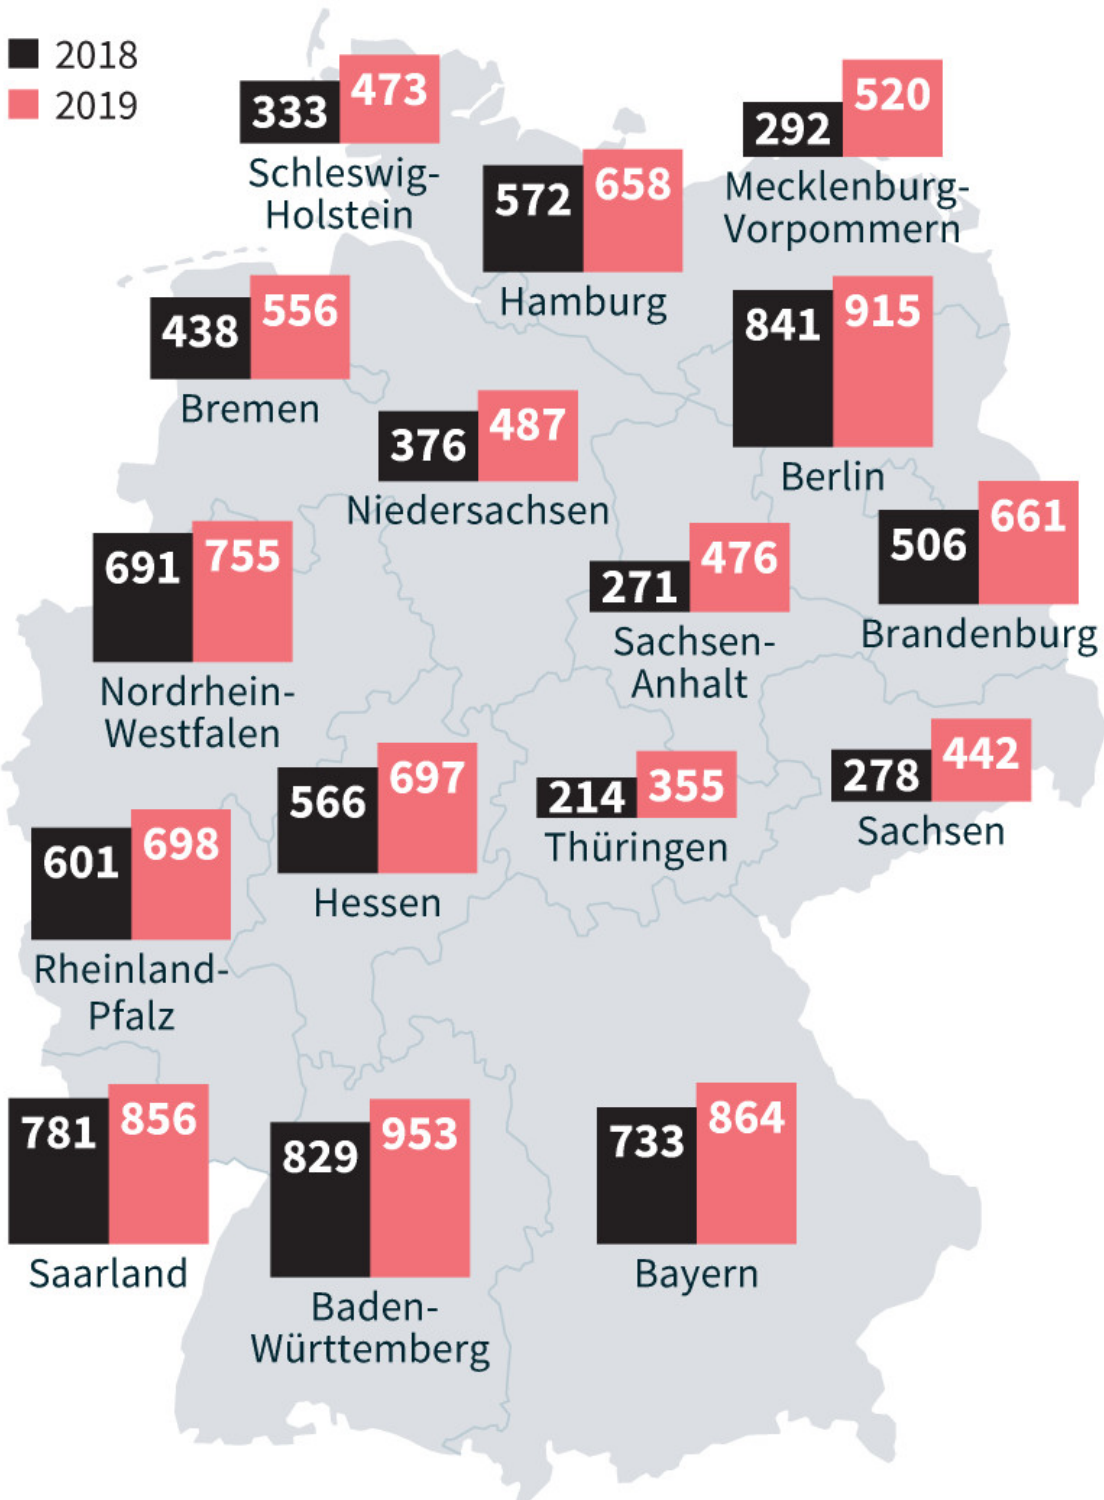 2018
2019
333 473
Schleswig-
Holstein
292 520
Mecklenburg-
Vorpommern
572 658
Hamburg
438 556
Bremen
841 915
Berlin
376 487
Niedersachsen
506 661
Brandenburg
691 755
Nordrhein-
Westfalen
271 476
Sachsen-
Anhalt
278 442
Sachsen
566 697
Hessen
214 355
Thüringen
601 698
Rheinland-
Pfalz
781 856
Saarland
829 953
Baden-
Württemberg
733 864
Bayern